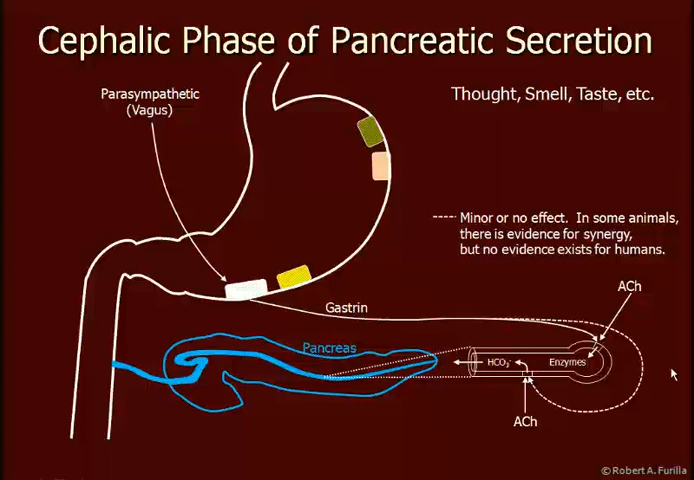 Cephalic Phase of Pancreatic Secretion
Parasympathetic
(Vagus)
Thought, Smell, Taste, etc.
Minor or no effect. In some animals,
there is evidence for synergy,
but no evidence exists for humans.
ACh
Gastrin
Pancreas
HCO₃⁻
Enzymes
ACh
©Robert A. Furilla